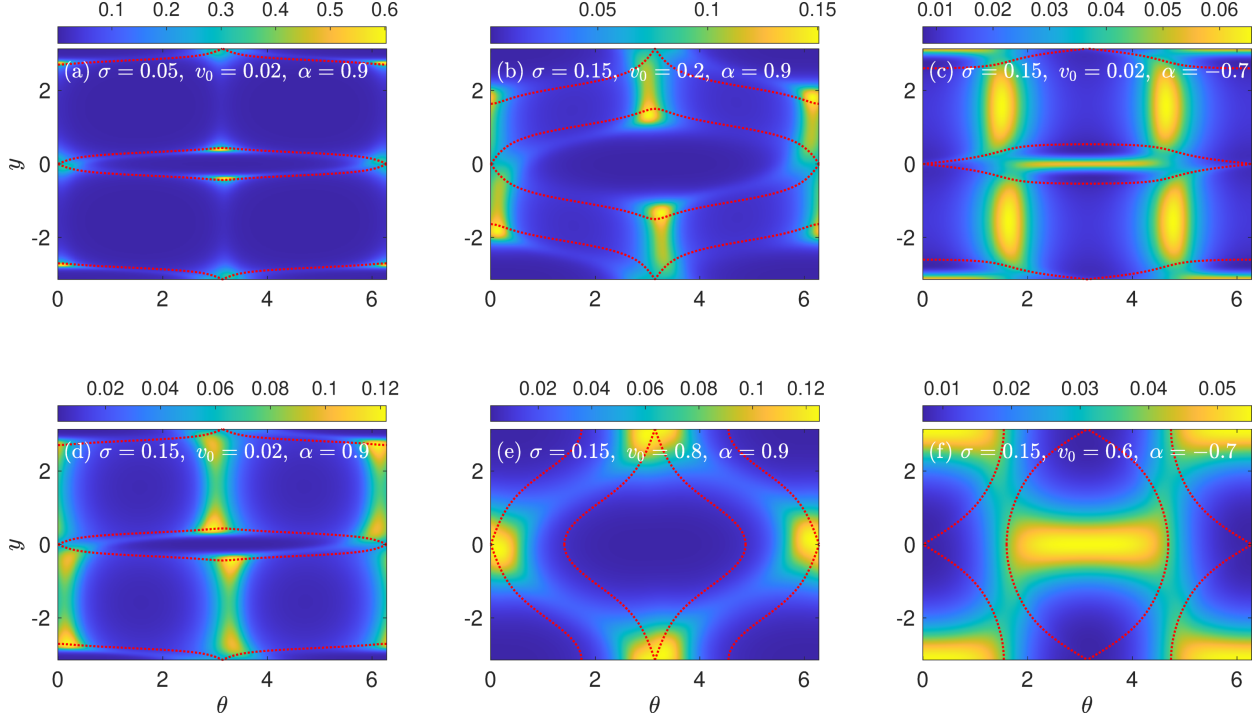 0.1 0.2 0.3 0.4 0.5 0.6
0.05 0.1 0.15
0.01 0.02 0.03 0.04 0.05 0.06
(a) σ = 0.05, v₀ = 0.02, α = 0.9
(b) σ = 0.15, v₀ = 0.2, α = 0.9
(c) σ = 0.15, v₀ = 0.02, α = −0.7
2 0 -2
y
0 2 4 6
2 0 -2
0 2 4 6
2 0 -2
0 2 4 6
0.02 0.04 0.06 0.08 0.1 0.12
0.02 0.04 0.06 0.08 0.1 0.12
0.01 0.02 0.03 0.04 0.05
(d) σ = 0.15, v₀ = 0.02, α = 0.9
(e) σ = 0.15, v₀ = 0.8, α = 0.9
(f) σ = 0.15, v₀ = 0.6, α = −0.7
2 0 -2
y
0 2 4 6
θ
2 0 -2
0 2 4 6
θ
2 0 -2
0 2 4 6
θ